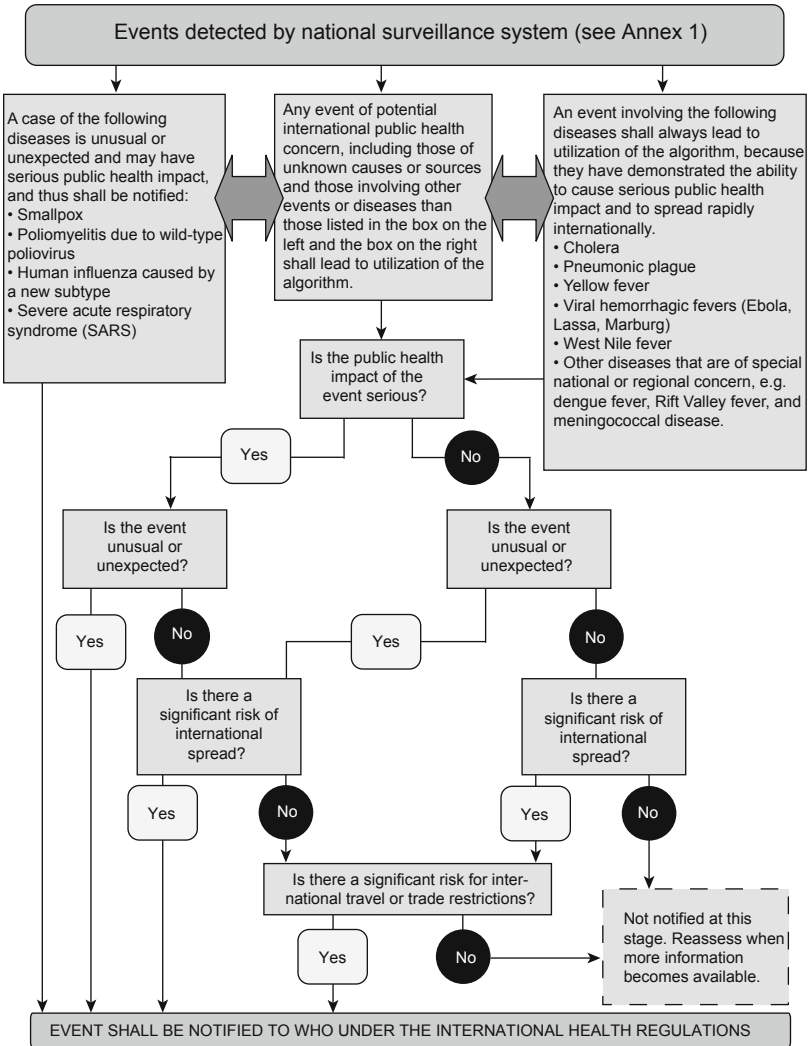 Events detected by national surveillance system (see Annex 1)
A case of the following
diseases is unusual or
unexpected and may have
serious public health impact,
and thus shall be notified:
• Smallpox
• Poliomyelitis due to wild-type
poliovirus
• Human influenza caused by
a new subtype
• Severe acute respiratory
syndrome (SARS)
Any event of potential
international public health
concern, including those of
unknown causes or sources
and those involving other
events or diseases than
those listed in the box on the
left and the box on the right
shall lead to utilization of the
algorithm.
An event involving the following
diseases shall always lead to
utilization of the algorithm, because
they have demonstrated the ability
to cause serious public health
impact and to spread rapidly
internationally.
• Cholera
• Pneumonic plague
• Yellow fever
• Viral hemorrhagic fevers (Ebola,
Lassa, Marburg)
• West Nile fever
• Other diseases that are of special
national or regional concern, e.g.
dengue fever, Rift Valley fever, and
meningococcal disease.
Is the public health
impact of the
event serious?
Yes
No
Is the event
unusual or
unexpected?
Is the event
unusual or
unexpected?
Yes
No
Yes
No
Is there a
significant risk of
international
spread?
Is there a
significant risk of
international
spread?
Yes
No
Yes
No
Is there a significant risk for inter-
national travel or trade restrictions?
Yes
No
Not notified at this
stage. Reassess when
more information
becomes available.
EVENT SHALL BE NOTIFIED TO WHO UNDER THE INTERNATIONAL HEALTH REGULATIONS